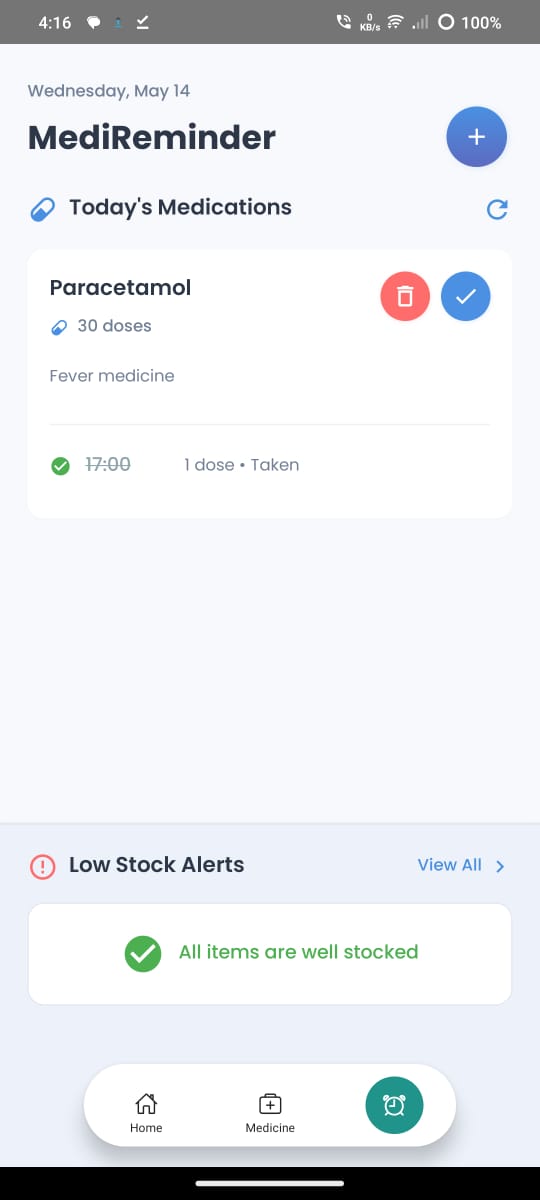 4:16 0 KB/s 100%
Wednesday, May 14
MediReminder
Today's Medications
Paracetamol
30 doses
Fever medicine
17:00 1 dose • Taken
Low Stock Alerts View All
All items are well stocked
Home Medicine